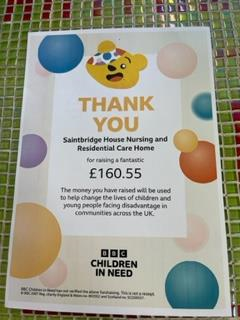 THANK
YOU
Saintbridge House Nursing and
Residential Care Home
for raising a fantastic
£160.55
The money you have raised will be used
to help change the lives of children and
young people facing disadvantage in
communities across the UK.
BBC
CHILDREN
IN NEED
BBC Children in Need has not verified the above fundraising. This is not a receipt.
© BBC 2007 Reg. charity England & Wales no. 802052 and Scotland no.